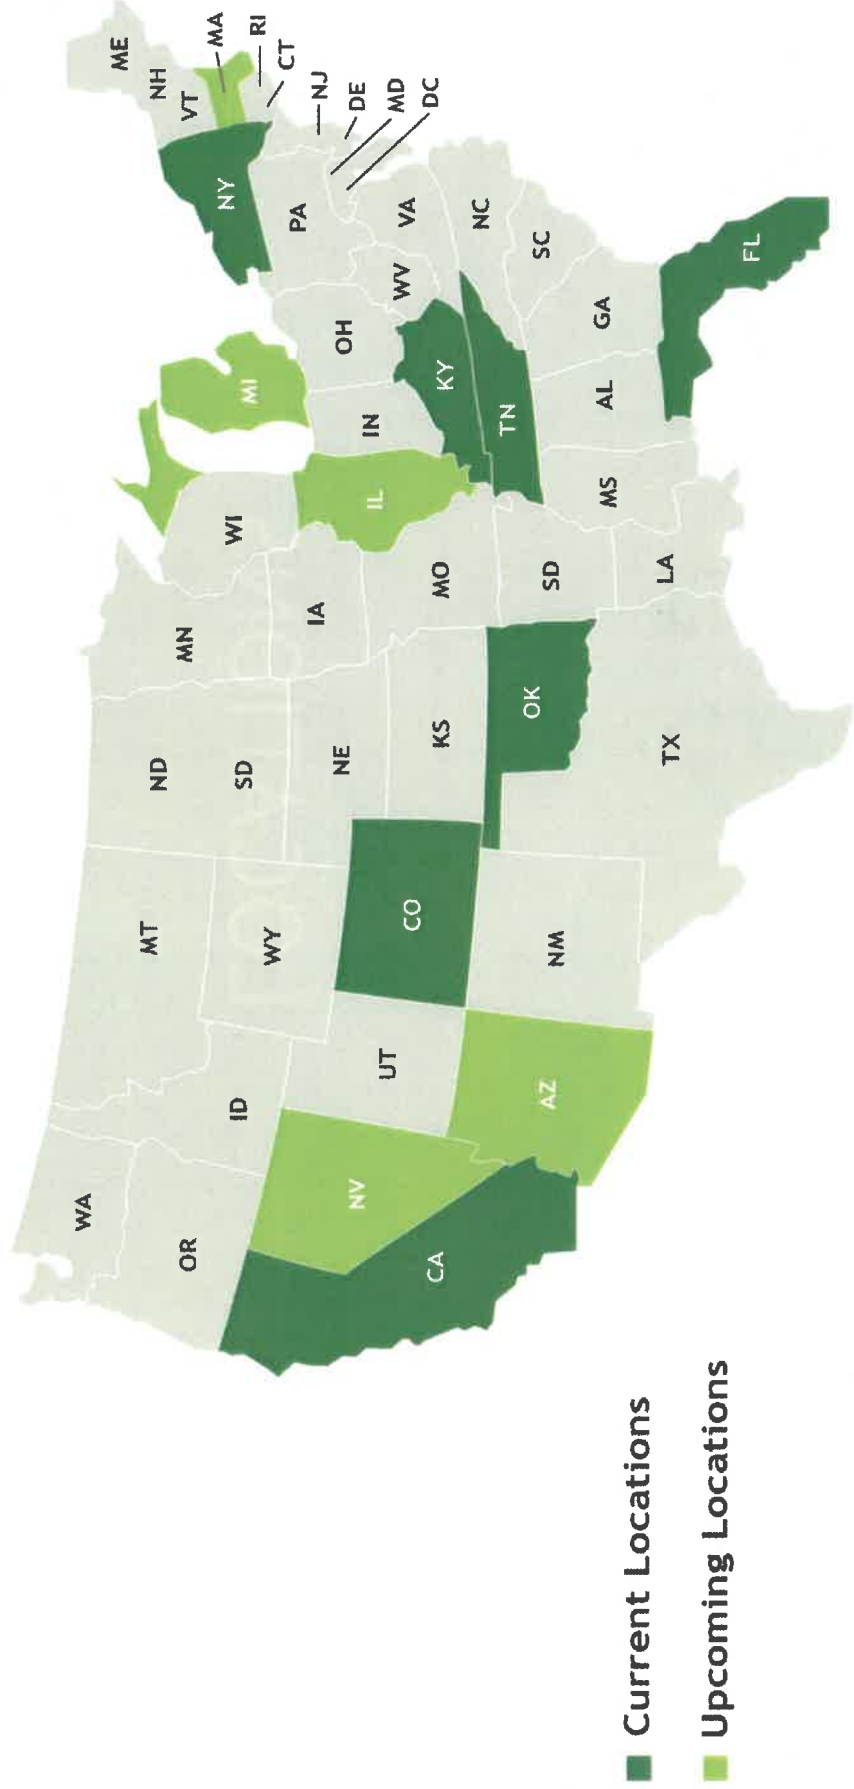 WA
OR
CA
NV
ID
MT
WY
UT
AZ
CO
NM
ND
SD
NE
KS
OK
TX
MN
IA
MO
SD
LA
WI
IL
MS
MI
IN
KY
TN
AL
OH
WV
GA
PA
VA
NC
SC
FL
NY
VT
NH
ME
MA
RI
CT
NJ
DE
MD
DC
Current Locations
Upcoming Locations